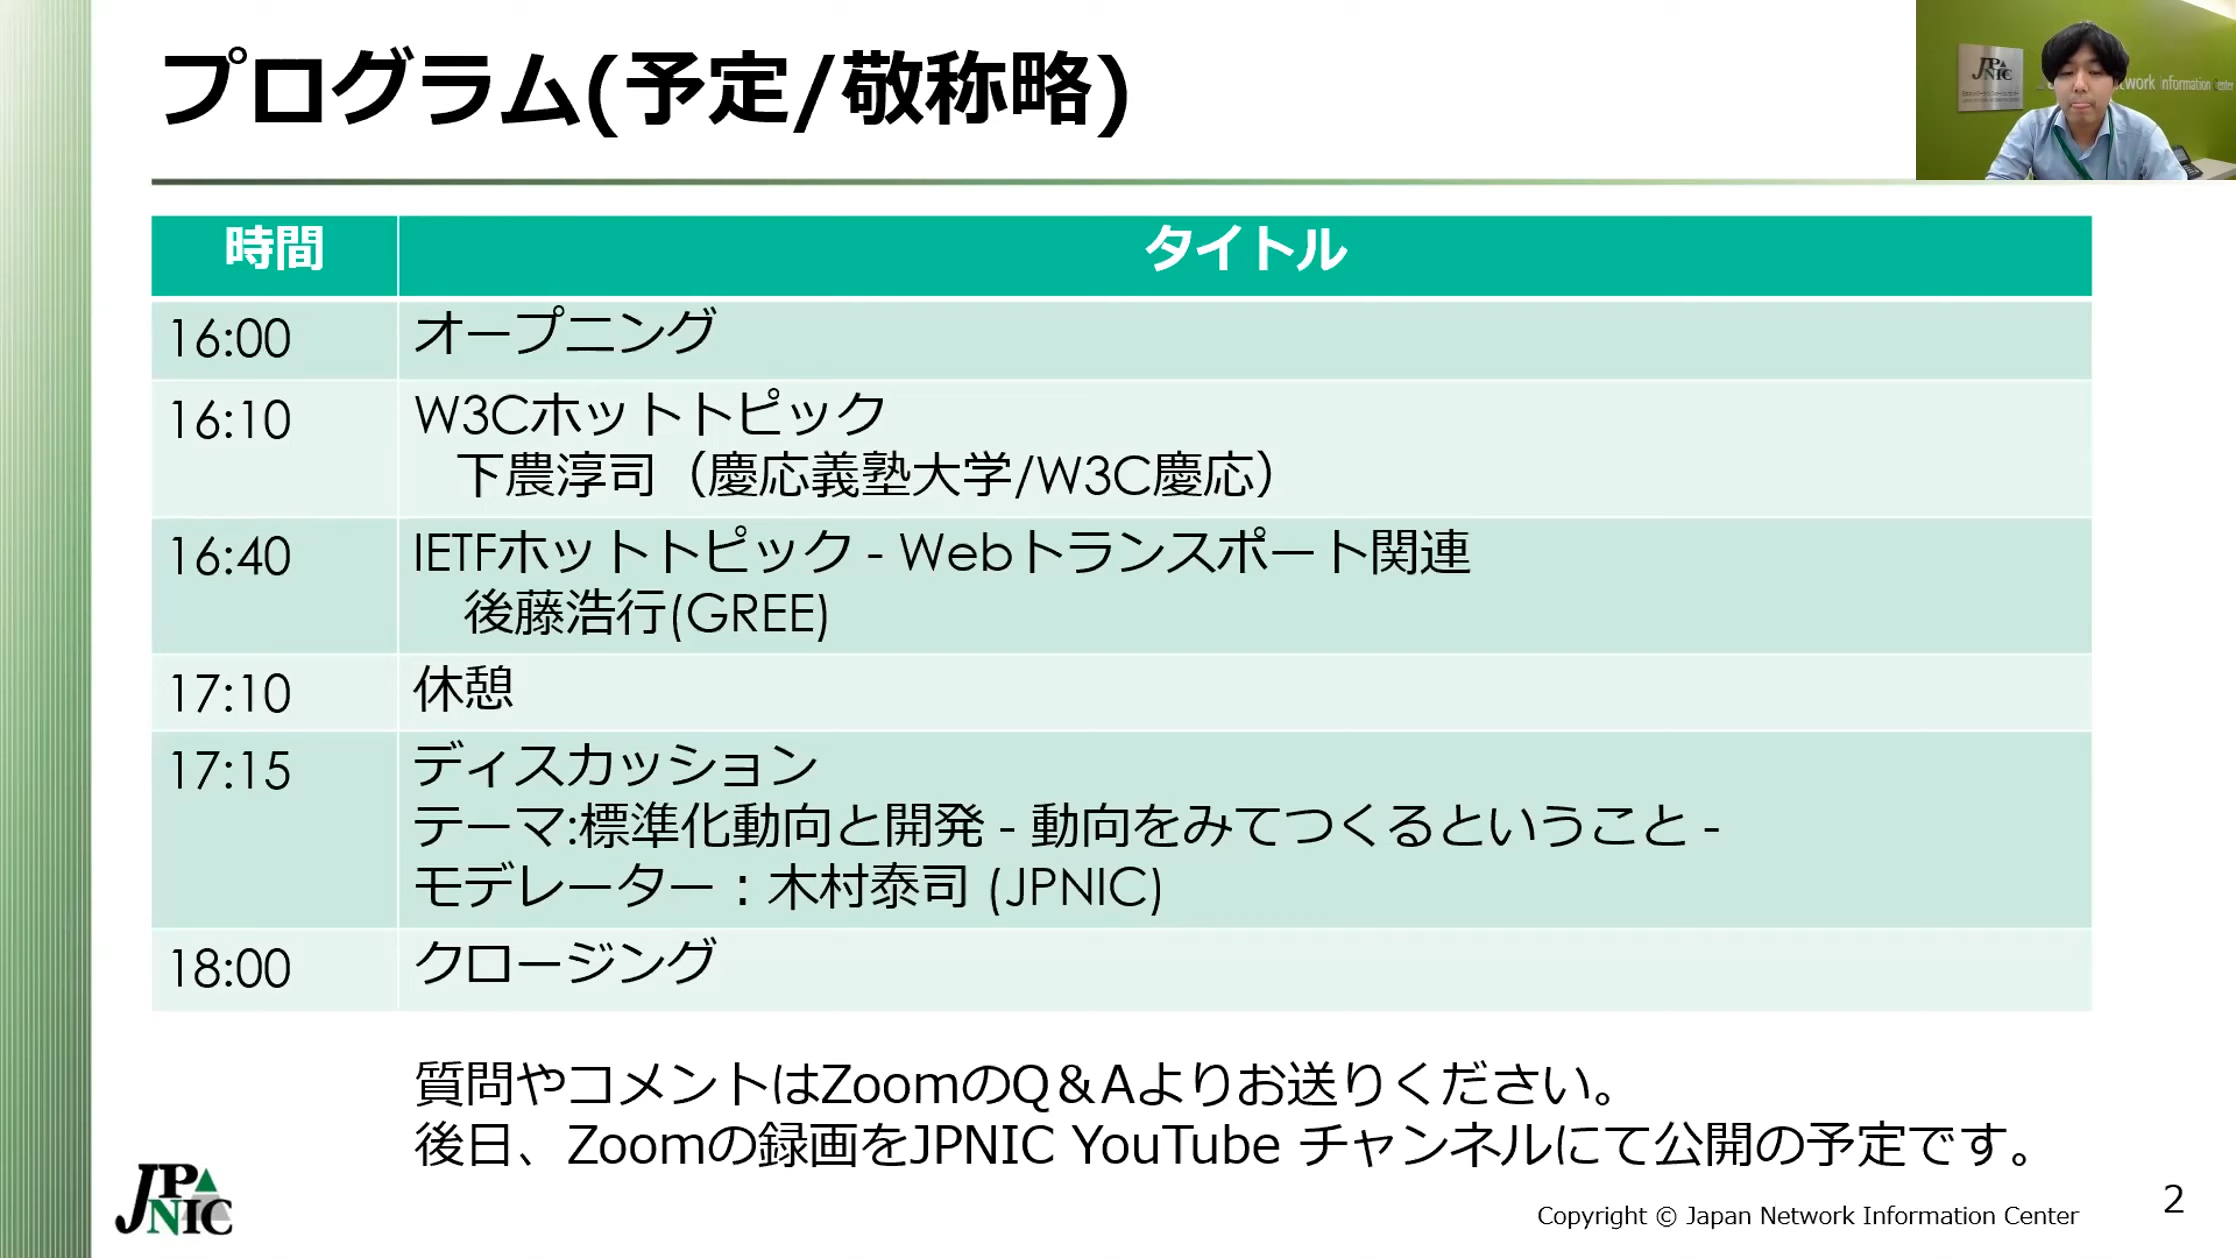 プログラム(予定/敬称略)
時間 タイトル
16:00 オープニング
16:10 W3Cホットトピック
下農淳司（慶応義塾大学/W3C慶応）
16:40 IETFホットトピック - Webトランスポート関連
後藤浩行(GREE)
17:10 休憩
17:15 ディスカッション
テーマ:標準化動向と開発 - 動向をみてつくるということ -
モデレーター：木村泰司 (JPNIC)
18:00 クロージング
質問やコメントはZoomのQ＆Aよりお送りください。
後日、Zoomの録画をJPNIC YouTube チャンネルにて公開の予定です。
JPNIC
Copyright © Japan Network Information Center
2
JPNIC
work Information Center